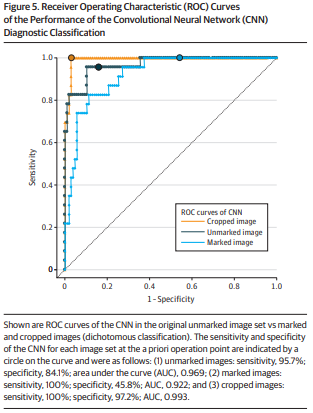 Figure 5. Receiver Operating Characteristic (ROC) Curves
of the Performance of the Convolutional Neural Network (CNN)
Diagnostic Classification
1.0
0.8
0.6
0.4
0.2
0
Sensitivity
ROC curves of CNN
Cropped image
Unmarked image
Marked image
0
0.2
0.4
0.6
0.8
1.0
1 – Specificity
Shown are ROC curves of the CNN in the original unmarked image set vs marked
and cropped images (dichotomous classification). The sensitivity and specificity
of the CNN for each image set at the a priori operation point are indicated by a
circle on the curve and were as follows: (1) unmarked images: sensitivity, 95.7%;
specificity, 84.1%; area under the curve (AUC), 0.969; (2) marked images:
sensitivity, 100%; specificity, 45.8%; AUC, 0.922; and (3) cropped images:
sensitivity, 100%; specificity, 97.2%; AUC, 0.993.